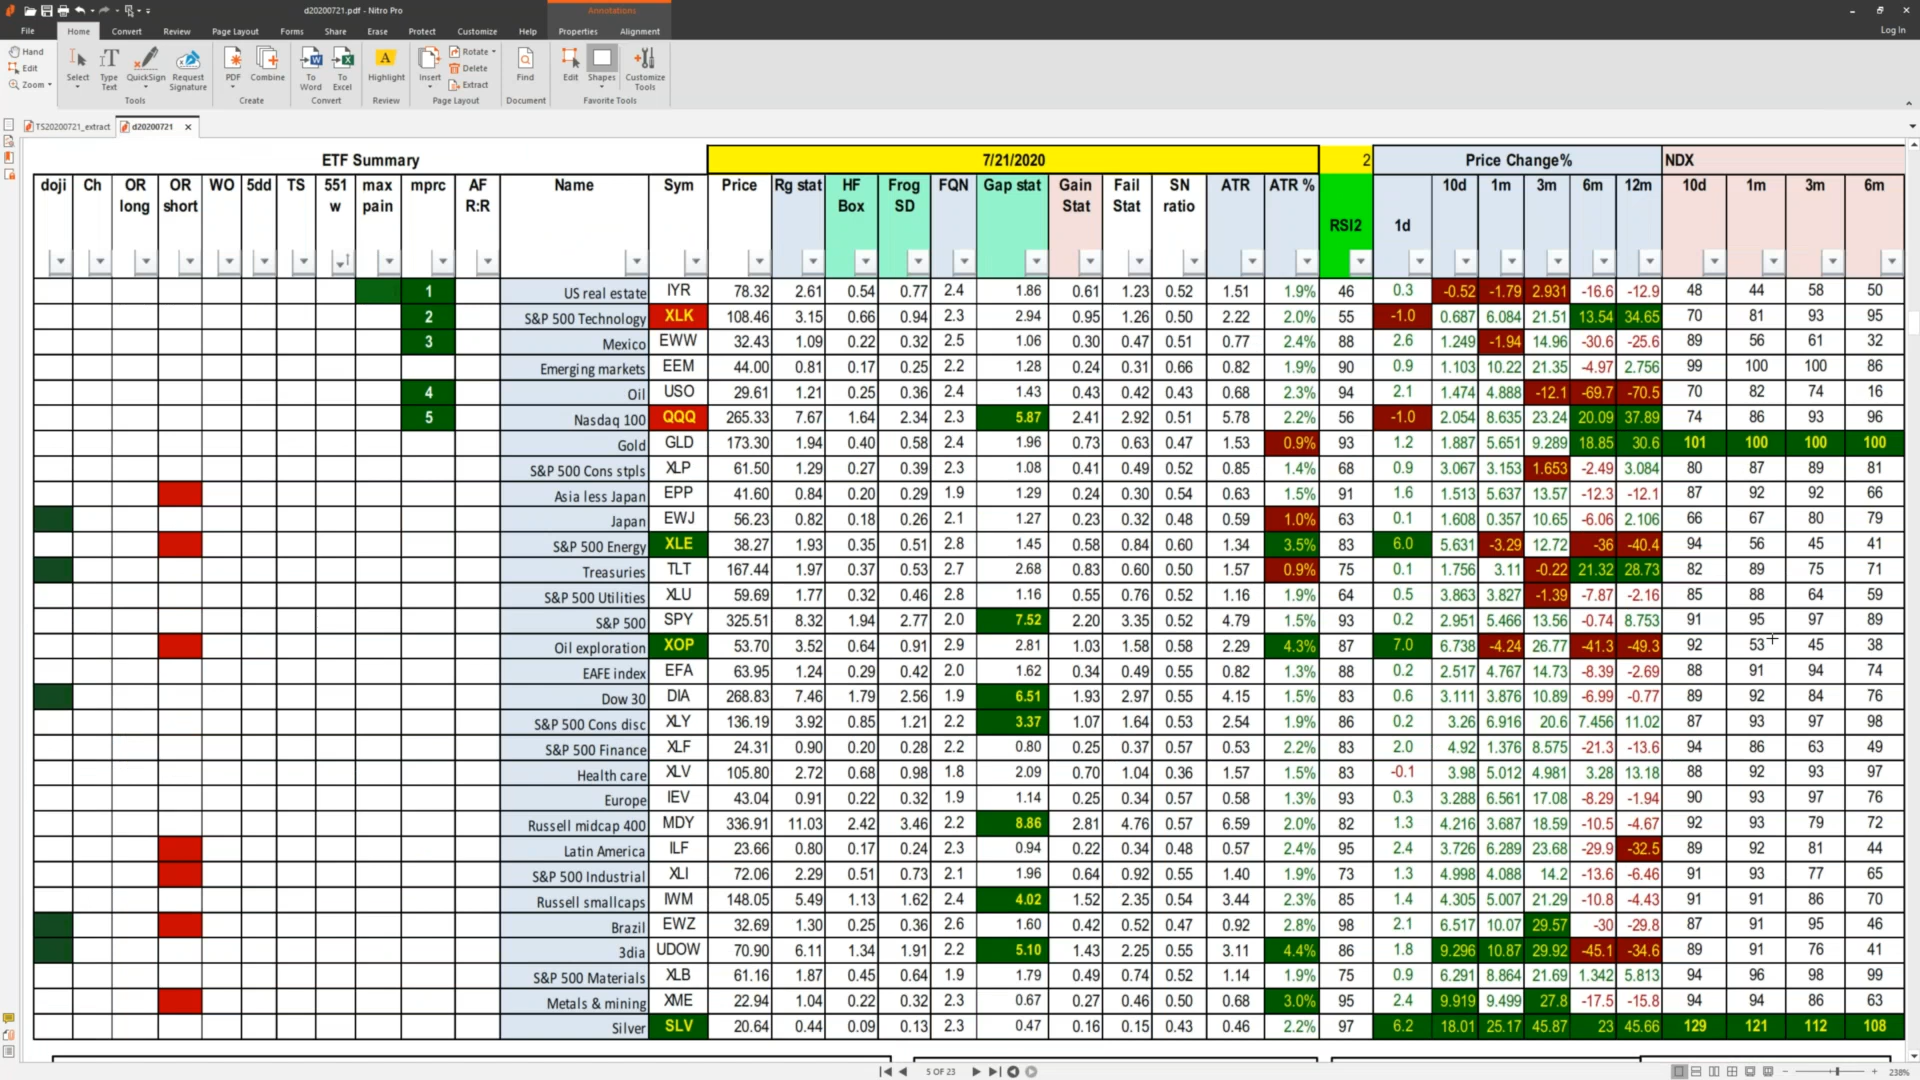 d20200721.pdf - Nitro Pro
Annotations
File Home Convert Review Page Layout Forms Share Erase Protect Customize Help Properties Alignment Log In
Hand
Edit
Zoom
Select
Type Text
QuickSign
Request Signature
PDF
Combine
To Word
To Excel
Highlight
Insert
Rotate
Delete
Extract
Find
Edit
Shapes
Customize Tools
Tools Create Convert Review Page Layout Document Favorite Tools
TS20200721_extract d20200721
ETF Summary 7/21/2020 2 Price Change% NDX
doji Ch OR long OR short WO 5dd TS 551 w max pain mprc AF R:R Name Sym Price Rg stat HF Box Frog SD FQN Gap stat Gain Stat Fail Stat SN ratio ATR ATR % RSI2 1d 10d 1m 3m 6m 12m 10d 1m 3m 6m
1 US real estate IYR 78.32 2.61 0.54 0.77 2.4 1.86 0.61 1.23 0.52 1.51 1.9% 46 0.3 -0.52 -1.79 2.931 -16.6 -12.9 48 44 58 50
2 S&P 500 Technology XLK 108.46 3.15 0.66 0.94 2.3 2.94 0.95 1.26 0.50 2.22 2.0% 55 -1.0 0.687 6.084 21.51 13.54 34.65 70 81 93 95
3 Mexico EWW 32.43 1.09 0.22 0.32 2.5 1.06 0.30 0.47 0.51 0.77 2.4% 88 2.6 1.249 -1.94 14.96 -30.6 -25.6 89 56 61 32
Emerging markets EEM 44.00 0.81 0.17 0.25 2.2 1.28 0.24 0.31 0.66 0.82 1.9% 90 0.9 1.103 10.22 21.35 -4.97 2.756 99 100 100 86
4 Oil USO 29.61 1.21 0.25 0.36 2.4 1.43 0.43 0.42 0.43 0.68 2.3% 94 2.1 1.474 4.888 -12.1 -69.7 -70.5 70 82 74 16
5 Nasdaq 100 QQQ 265.33 7.67 1.64 2.34 2.3 5.87 2.41 2.92 0.51 5.78 2.2% 56 -1.0 2.054 8.635 23.24 20.09 37.89 74 86 93 96
Gold GLD 173.30 1.94 0.40 0.58 2.4 1.96 0.73 0.63 0.47 1.53 0.9% 93 1.2 1.887 5.651 9.289 18.85 30.6 101 100 100 100
S&P 500 Cons stpls XLP 61.50 1.29 0.27 0.39 2.3 1.08 0.41 0.49 0.52 0.85 1.4% 68 0.9 3.067 3.153 1.653 -2.49 3.084 80 87 89 81
Asia less Japan EPP 41.60 0.84 0.20 0.29 1.9 1.29 0.24 0.30 0.54 0.63 1.5% 91 1.6 1.513 5.637 13.57 -12.3 -12.1 87 92 92 66
Japan EWJ 56.23 0.82 0.18 0.26 2.1 1.27 0.23 0.32 0.48 0.59 1.0% 63 0.1 1.608 0.357 10.65 -6.06 2.106 66 67 80 79
S&P 500 Energy XLE 38.27 1.93 0.35 0.51 2.8 1.45 0.58 0.84 0.60 1.34 3.5% 83 6.0 5.631 -3.29 12.72 -36 -40.4 94 56 45 41
Treasuries TLT 167.44 1.97 0.37 0.53 2.7 2.68 0.83 0.60 0.50 1.57 0.9% 75 0.1 1.756 3.11 -0.22 21.32 28.73 82 89 75 71
S&P 500 Utilities XLU 59.69 1.77 0.32 0.46 2.8 1.16 0.55 0.76 0.52 1.16 1.9% 64 0.5 3.863 3.827 -1.39 -7.87 -2.16 85 88 64 59
S&P 500 SPY 325.51 8.32 1.94 2.77 2.0 7.52 2.20 3.35 0.52 4.79 1.5% 93 0.2 2.951 5.466 13.56 -0.74 8.753 91 95 97 89
Oil exploration XOP 53.70 3.52 0.64 0.91 2.9 2.81 1.03 1.58 0.58 2.29 4.3% 87 7.0 6.738 -4.24 26.77 -41.3 -49.3 92 53 45 38
EAFE index EFA 63.95 1.24 0.29 0.42 2.0 1.62 0.34 0.49 0.55 0.82 1.3% 88 0.2 2.517 4.767 14.73 -8.39 -2.69 88 91 94 74
Dow 30 DIA 268.83 7.46 1.79 2.56 1.9 6.51 1.93 2.97 0.55 4.15 1.5% 83 0.6 3.111 3.876 10.89 -6.99 -0.77 89 92 84 76
S&P 500 Cons disc XLY 136.19 3.92 0.85 1.21 2.2 3.37 1.07 1.64 0.53 2.54 1.9% 86 0.2 3.26 6.916 20.6 7.456 11.02 87 93 97 98
S&P 500 Finance XLF 24.31 0.90 0.20 0.28 2.2 0.80 0.25 0.37 0.57 0.53 2.2% 83 2.0 4.92 1.376 8.575 -21.3 -13.6 94 86 63 49
Health care XLV 105.80 2.72 0.68 0.98 1.8 2.09 0.70 1.04 0.36 1.57 1.5% 83 -0.1 3.98 5.012 4.981 3.28 13.18 88 92 93 97
Europe IEV 43.04 0.91 0.22 0.32 1.9 1.14 0.25 0.34 0.57 0.58 1.3% 93 0.3 3.288 6.561 17.08 -8.29 -1.94 90 93 97 76
Russell midcap 400 MDY 336.91 11.03 2.42 3.46 2.2 8.86 2.81 4.76 0.57 6.59 2.0% 82 1.3 4.216 3.687 18.59 -10.5 -4.67 92 93 79 72
Latin America ILF 23.66 0.80 0.17 0.24 2.3 0.94 0.22 0.34 0.48 0.57 2.4% 95 2.4 3.726 6.289 23.68 -29.9 -32.5 89 92 81 44
S&P 500 Industrial XLI 72.06 2.29 0.51 0.73 2.1 1.96 0.64 0.92 0.55 1.40 1.9% 73 1.3 4.998 4.088 14.2 -13.6 -6.46 91 93 77 65
Russell smallcaps IWM 148.05 5.49 1.13 1.62 2.4 4.02 1.52 2.35 0.54 3.44 2.3% 85 1.4 4.305 5.007 21.29 -10.8 -4.43 91 91 86 70
Brazil EWZ 32.69 1.30 0.25 0.36 2.6 1.60 0.42 0.52 0.47 0.92 2.8% 98 2.1 6.517 10.07 29.57 -30 -29.8 87 91 95 46
3dia UDOW 70.90 6.11 1.34 1.91 2.2 5.10 1.43 2.25 0.55 3.11 4.4% 86 1.8 9.296 10.87 29.92 -45.1 -34.6 89 91 76 41
S&P 500 Materials XLB 61.16 1.87 0.45 0.64 1.9 1.79 0.49 0.74 0.52 1.14 1.9% 75 0.9 6.291 8.864 21.69 1.342 5.813 94 96 98 99
Metals & mining XME 22.94 1.04 0.22 0.32 2.3 0.67 0.27 0.46 0.50 0.68 3.0% 95 2.4 9.919 9.499 27.8 -17.5 -15.8 94 94 86 63
Silver SLV 20.64 0.44 0.09 0.13 2.3 0.47 0.16 0.15 0.43 0.46 2.2% 97 6.2 18.01 25.17 45.87 23 45.66 129 121 112 108
5 OF 23 238%